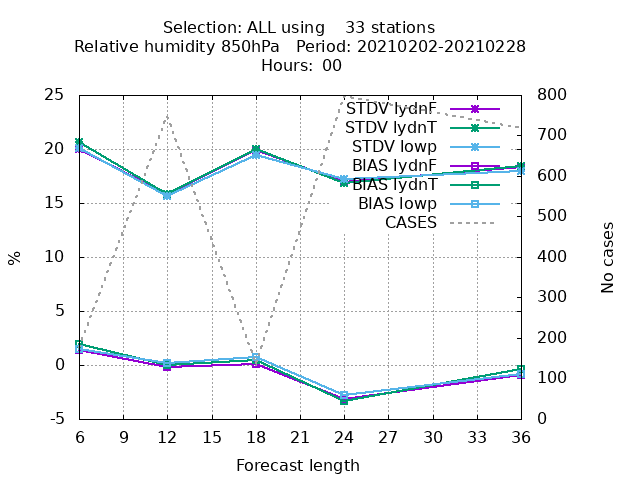 Selection: ALL using    33 stations
Relative humidity 850hPa   Period: 20210202-20210228
Hours: 00
25
20
15
10
5
0
-5
%
800
700
600
500
400
300
200
100
0
No cases
STDV lydnF
STDV lydnT
STDV lowp
BIAS lydnF
BIAS lydnT
BIAS lowp
CASES
6 9 12 15 18 21 24 27 30 33 36
Forecast length